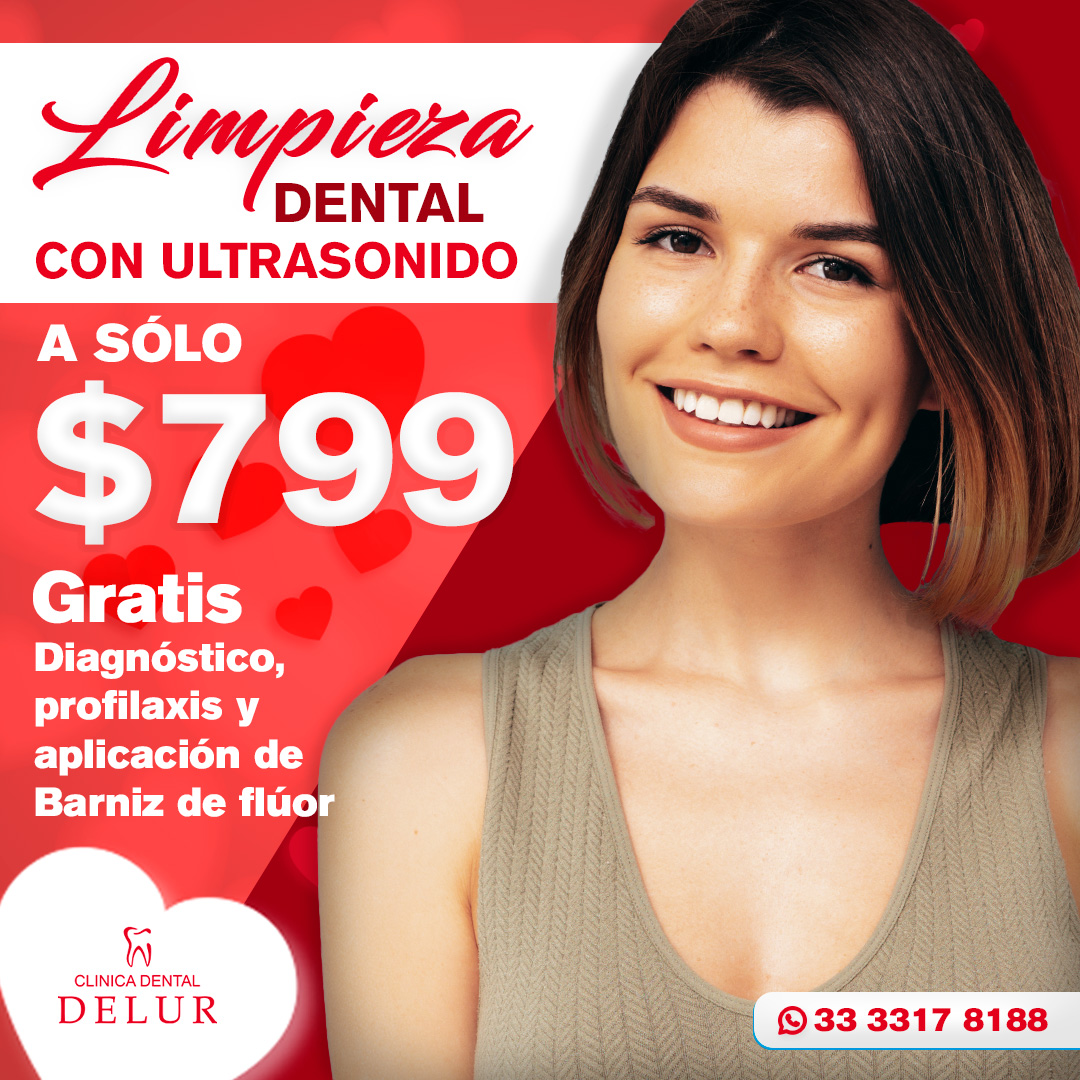 Limpieza
DENTAL
CON ULTRASONIDO
A SÓLO
$799
Gratis
Diagnóstico,
profilaxis y
aplicación de
Barniz de flúor
CLINICA DENTAL
DELUR
33 3317 8188